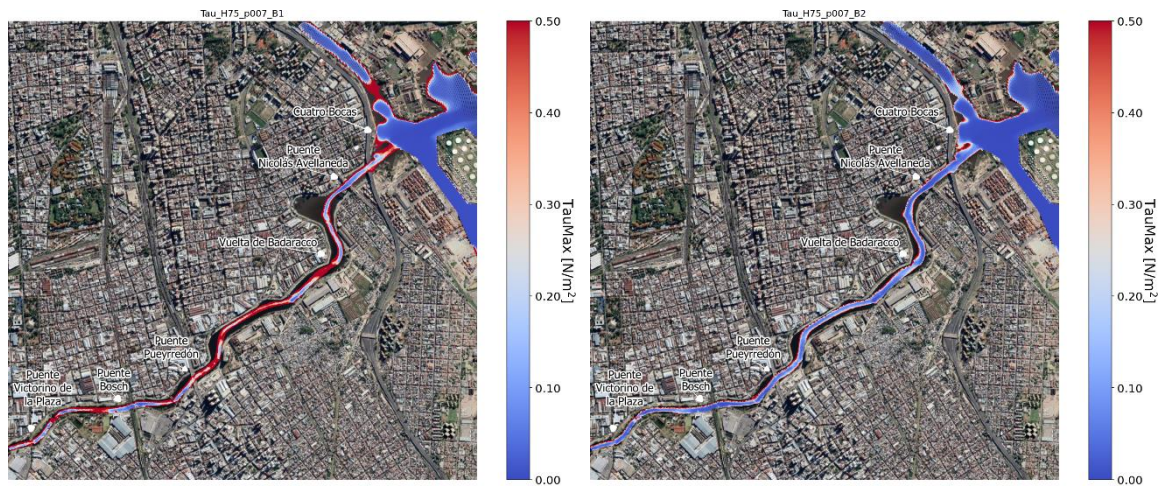 Tau_H75_p007_B1
Cuatro Bocas
Puente
Nicolás Avellaneda
Vuelta de Badaracco
Puente
Pueyrredón
Puente
Bosch
Puente
Victorino de
la Plaza
0.50
0.40
0.30
0.20
0.10
0.00
TauMax [N/m²]
Tau_H75_p007_B2
Cuatro Bocas
Puente
Nicolás Avellaneda
Vuelta de Badaracco
Puente
Pueyrredón
Puente
Bosch
Puente
Victorino de
la Plaza
0.50
0.40
0.30
0.20
0.10
0.00
TauMax [N/m²]